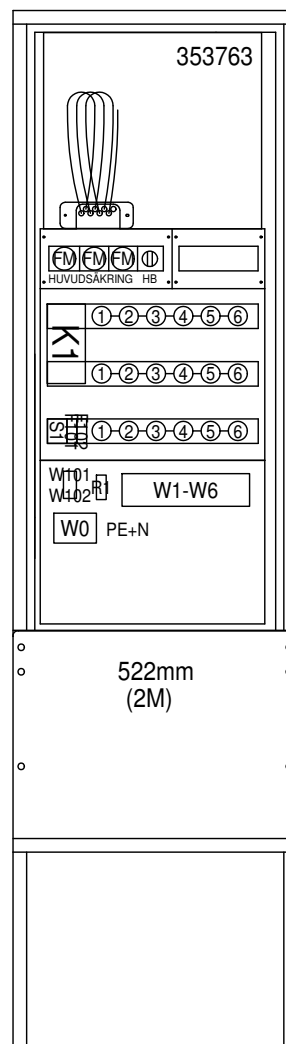 353763
FM FM FM
HUVUDSÄKRING HB
K1
1 2 3 4 5 6
1 2 3 4 5 6
S1
1 2 3 4 5 6
W101
W102 R1 W1-W6
W0 PE+N
522mm
(2M)